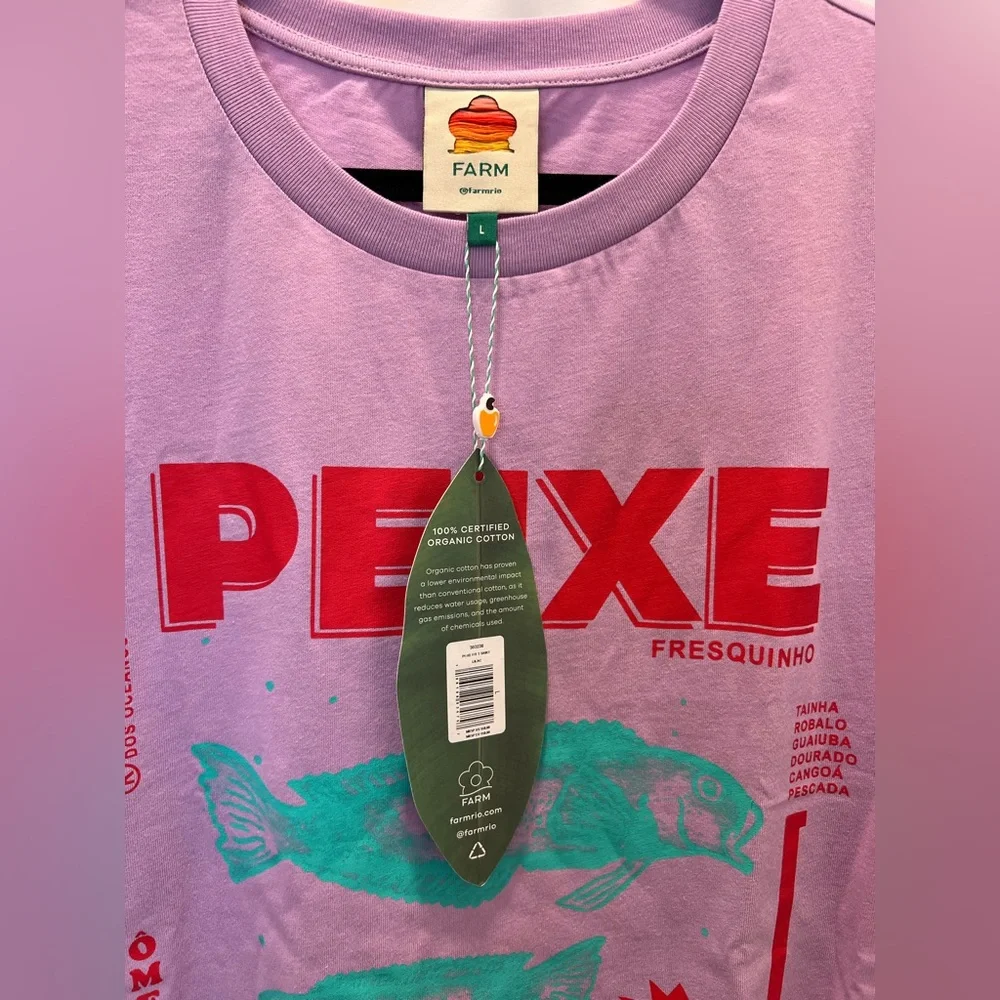 FARM
@farmrio
L
PEIXE
FRESQUINHO
100% CERTIFIED
ORGANIC COTTON
Organic cotton has proven
a lower environmental impact
than conventional cotton, as it
reduces water usage, greenhouse
gas emissions, and the amount
of chemicals used.
L
FARM
farmrio.com
@farmrio
DOS OCEANOS
TAINHA
ROBALO
GUAIUBA
DOURADO
CANGOÁ
PESCADA
ÔME